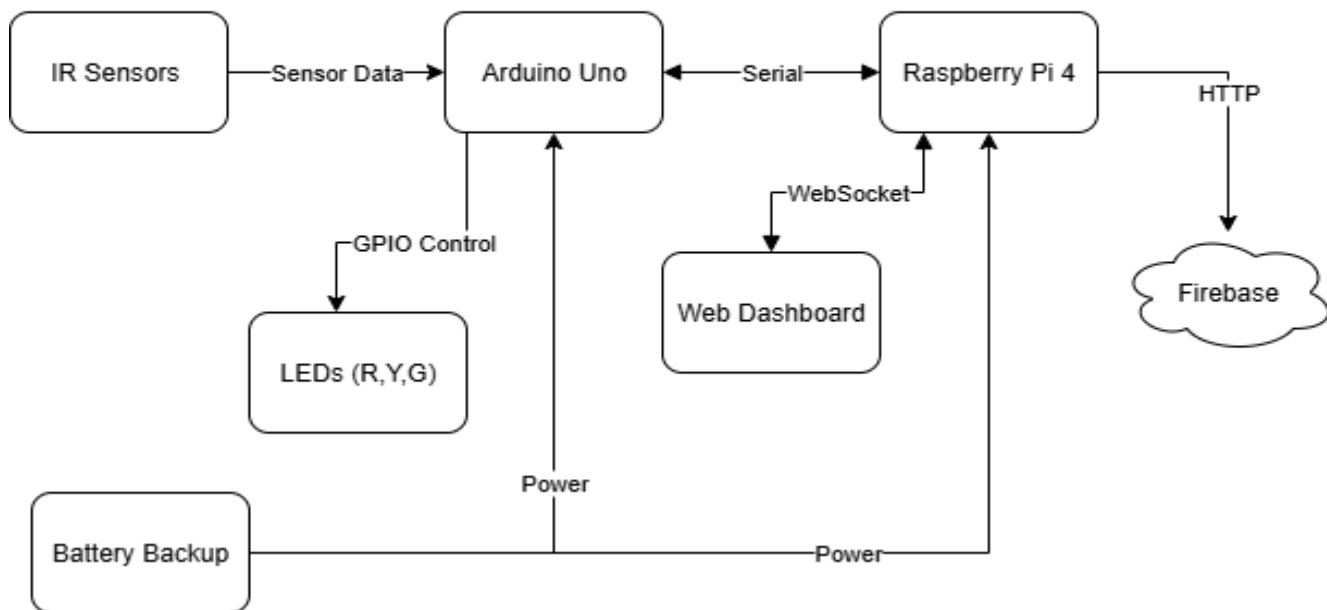 IR Sensors
Sensor Data
Arduino Uno
Serial
Raspberry Pi 4
HTTP
WebSocket
GPIO Control
Firebase
Web Dashboard
LEDs (R,Y,G)
Power
Battery Backup
Power